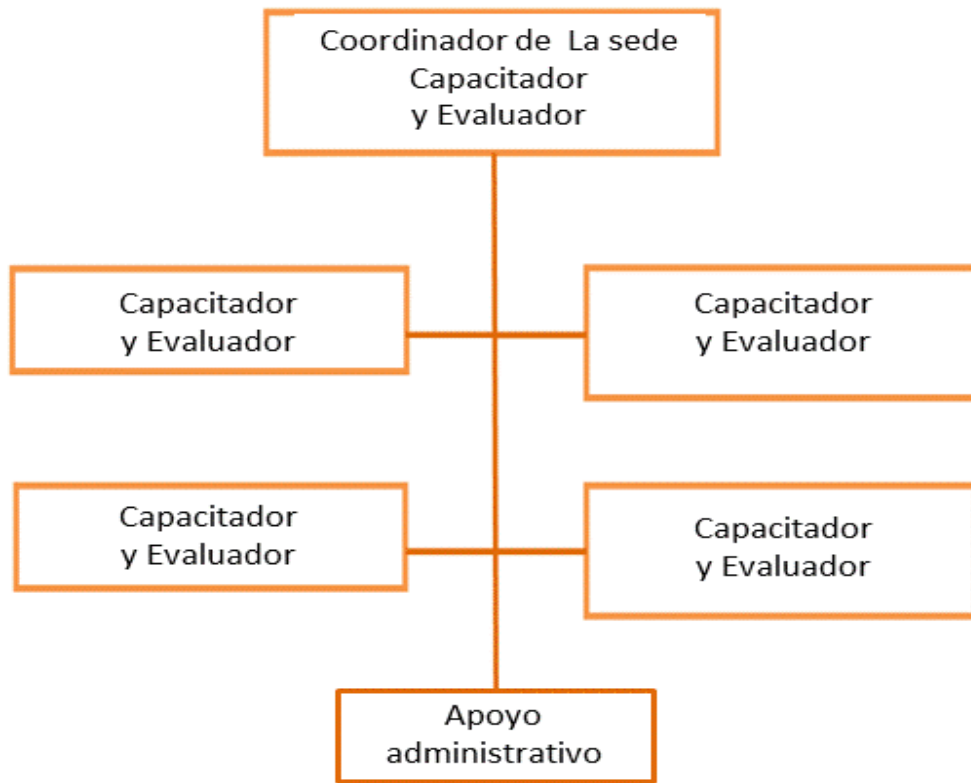 Coordinador de La sede
Capacitador
y Evaluador
Capacitador
y Evaluador
Capacitador
y Evaluador
Capacitador
y Evaluador
Capacitador
y Evaluador
Apoyo
administrativo